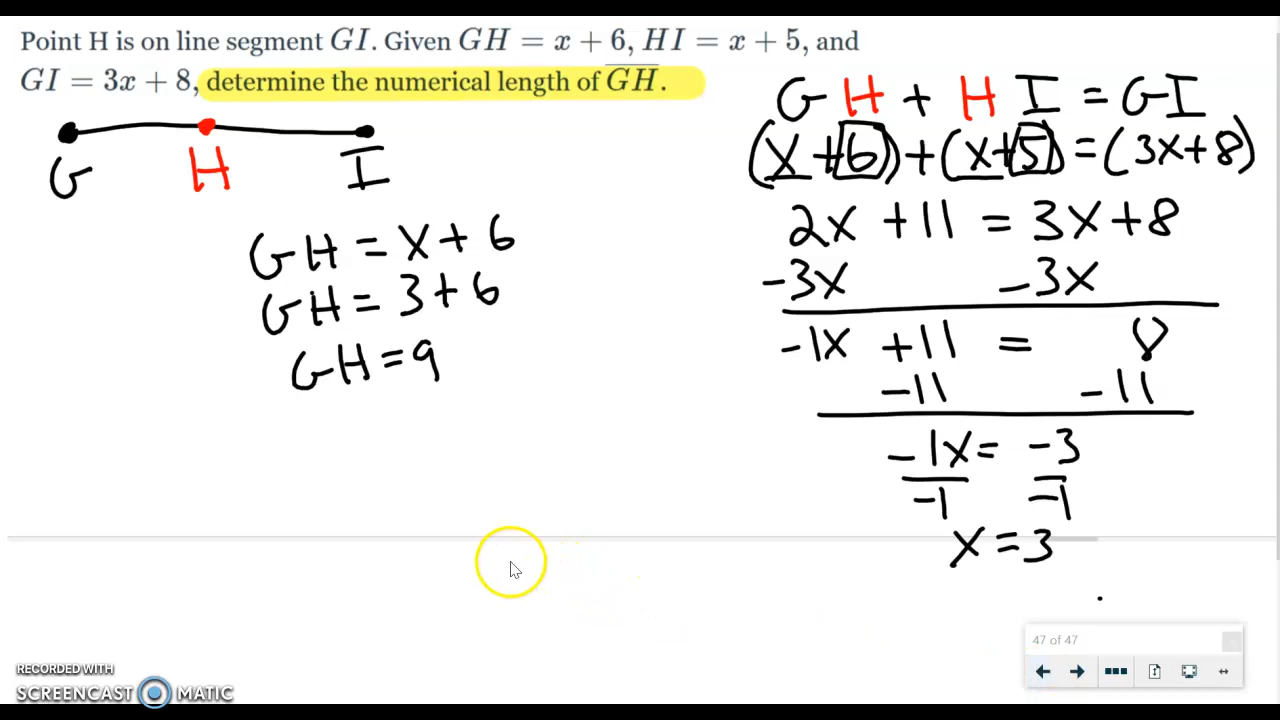 Point H is on line segment GI. Given GH = x + 6, HI = x + 5, and
GI = 3x + 8, determine the numerical length of G̅H̅.
G H I
GH = x + 6
GH = 3 + 6
GH = 9
GH + HI = GI
(x + 6) + (x + 5) = (3x + 8)
2x + 11 = 3x + 8
-3x -3x
-1x + 11 = 8
-11 -11
-1x = -3
-1 -1
x = 3
47 of 47
RECORDED WITH
SCREENCAST MATIC